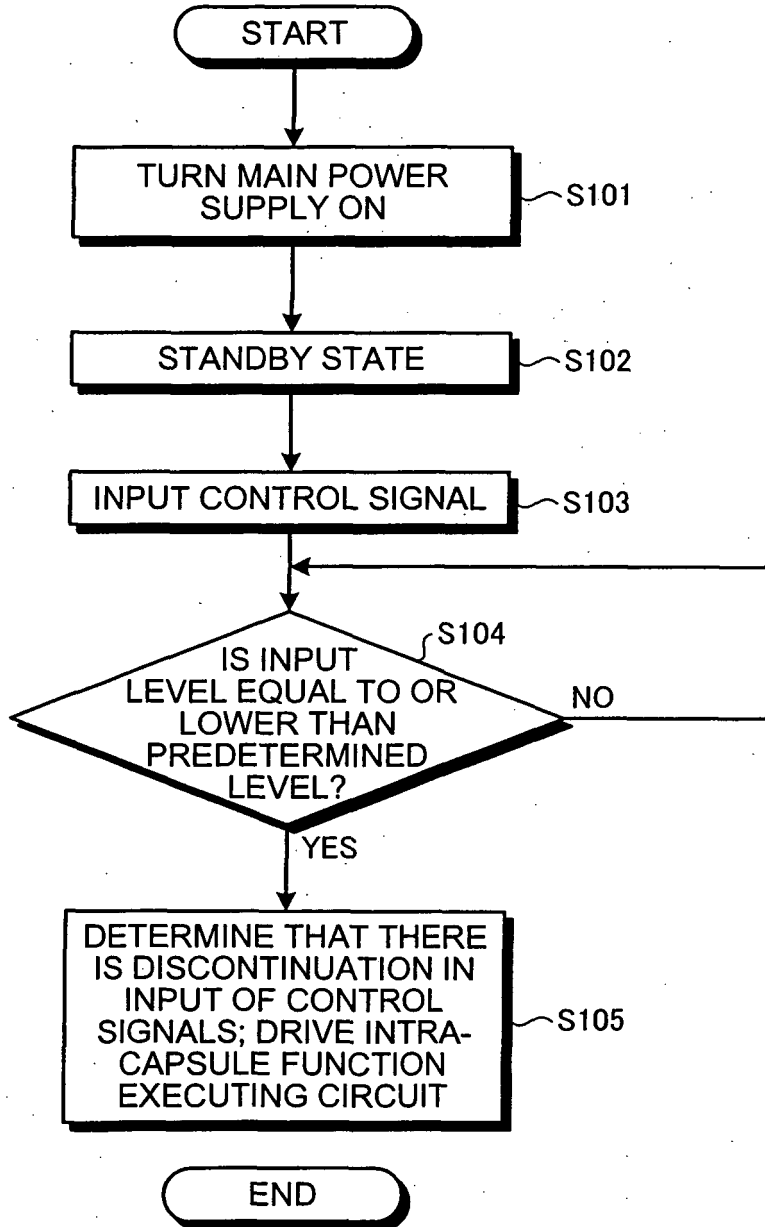 START
TURN MAIN POWER
SUPPLY ON
S101
STANDBY STATE
S102
INPUT CONTROL SIGNAL
S103
S104
IS INPUT
LEVEL EQUAL TO OR
LOWER THAN
PREDETERMINED
LEVEL?
NO
YES
DETERMINE THAT THERE
IS DISCONTINUATION IN
INPUT OF CONTROL
SIGNALS; DRIVE INTRA-
CAPSULE FUNCTION
EXECUTING CIRCUIT
S105
END